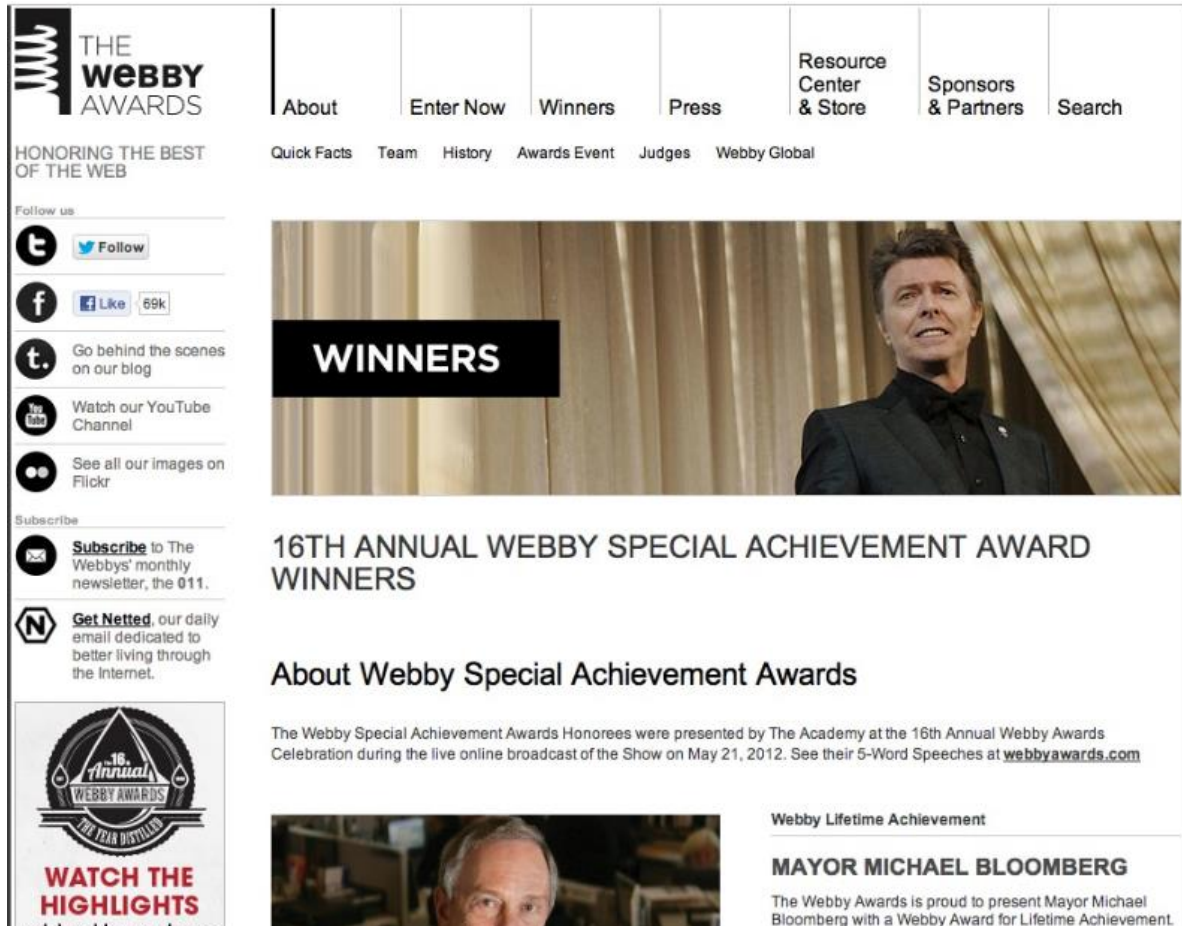 THE
WEBBY
AWARDS
HONORING THE BEST
OF THE WEB
Follow us
Follow
Like 69k
Go behind the scenes
on our blog
You
Tube
Watch our YouTube
Channel
See all our images on
Flickr
Subscribe
Subscribe to The
Webbys' monthly
newsletter, the 011.
Get Netted, our daily
email dedicated to
better living through
the Internet.
16.
Annual
WEBBY AWARDS
THE YEAR DISTILLED
WATCH THE
HIGHLIGHTS
About
Enter Now
Winners
Press
Resource
Center
& Store
Sponsors
& Partners
Search
Quick Facts Team History Awards Event Judges Webby Global
WINNERS
16TH ANNUAL WEBBY SPECIAL ACHIEVEMENT AWARD
WINNERS
About Webby Special Achievement Awards
The Webby Special Achievement Awards Honorees were presented by The Academy at the 16th Annual Webby Awards
Celebration during the live online broadcast of the Show on May 21, 2012. See their 5-Word Speeches at webbyawards.com
Webby Lifetime Achievement
MAYOR MICHAEL BLOOMBERG
The Webby Awards is proud to present Mayor Michael
Bloomberg with a Webby Award for Lifetime Achievement.